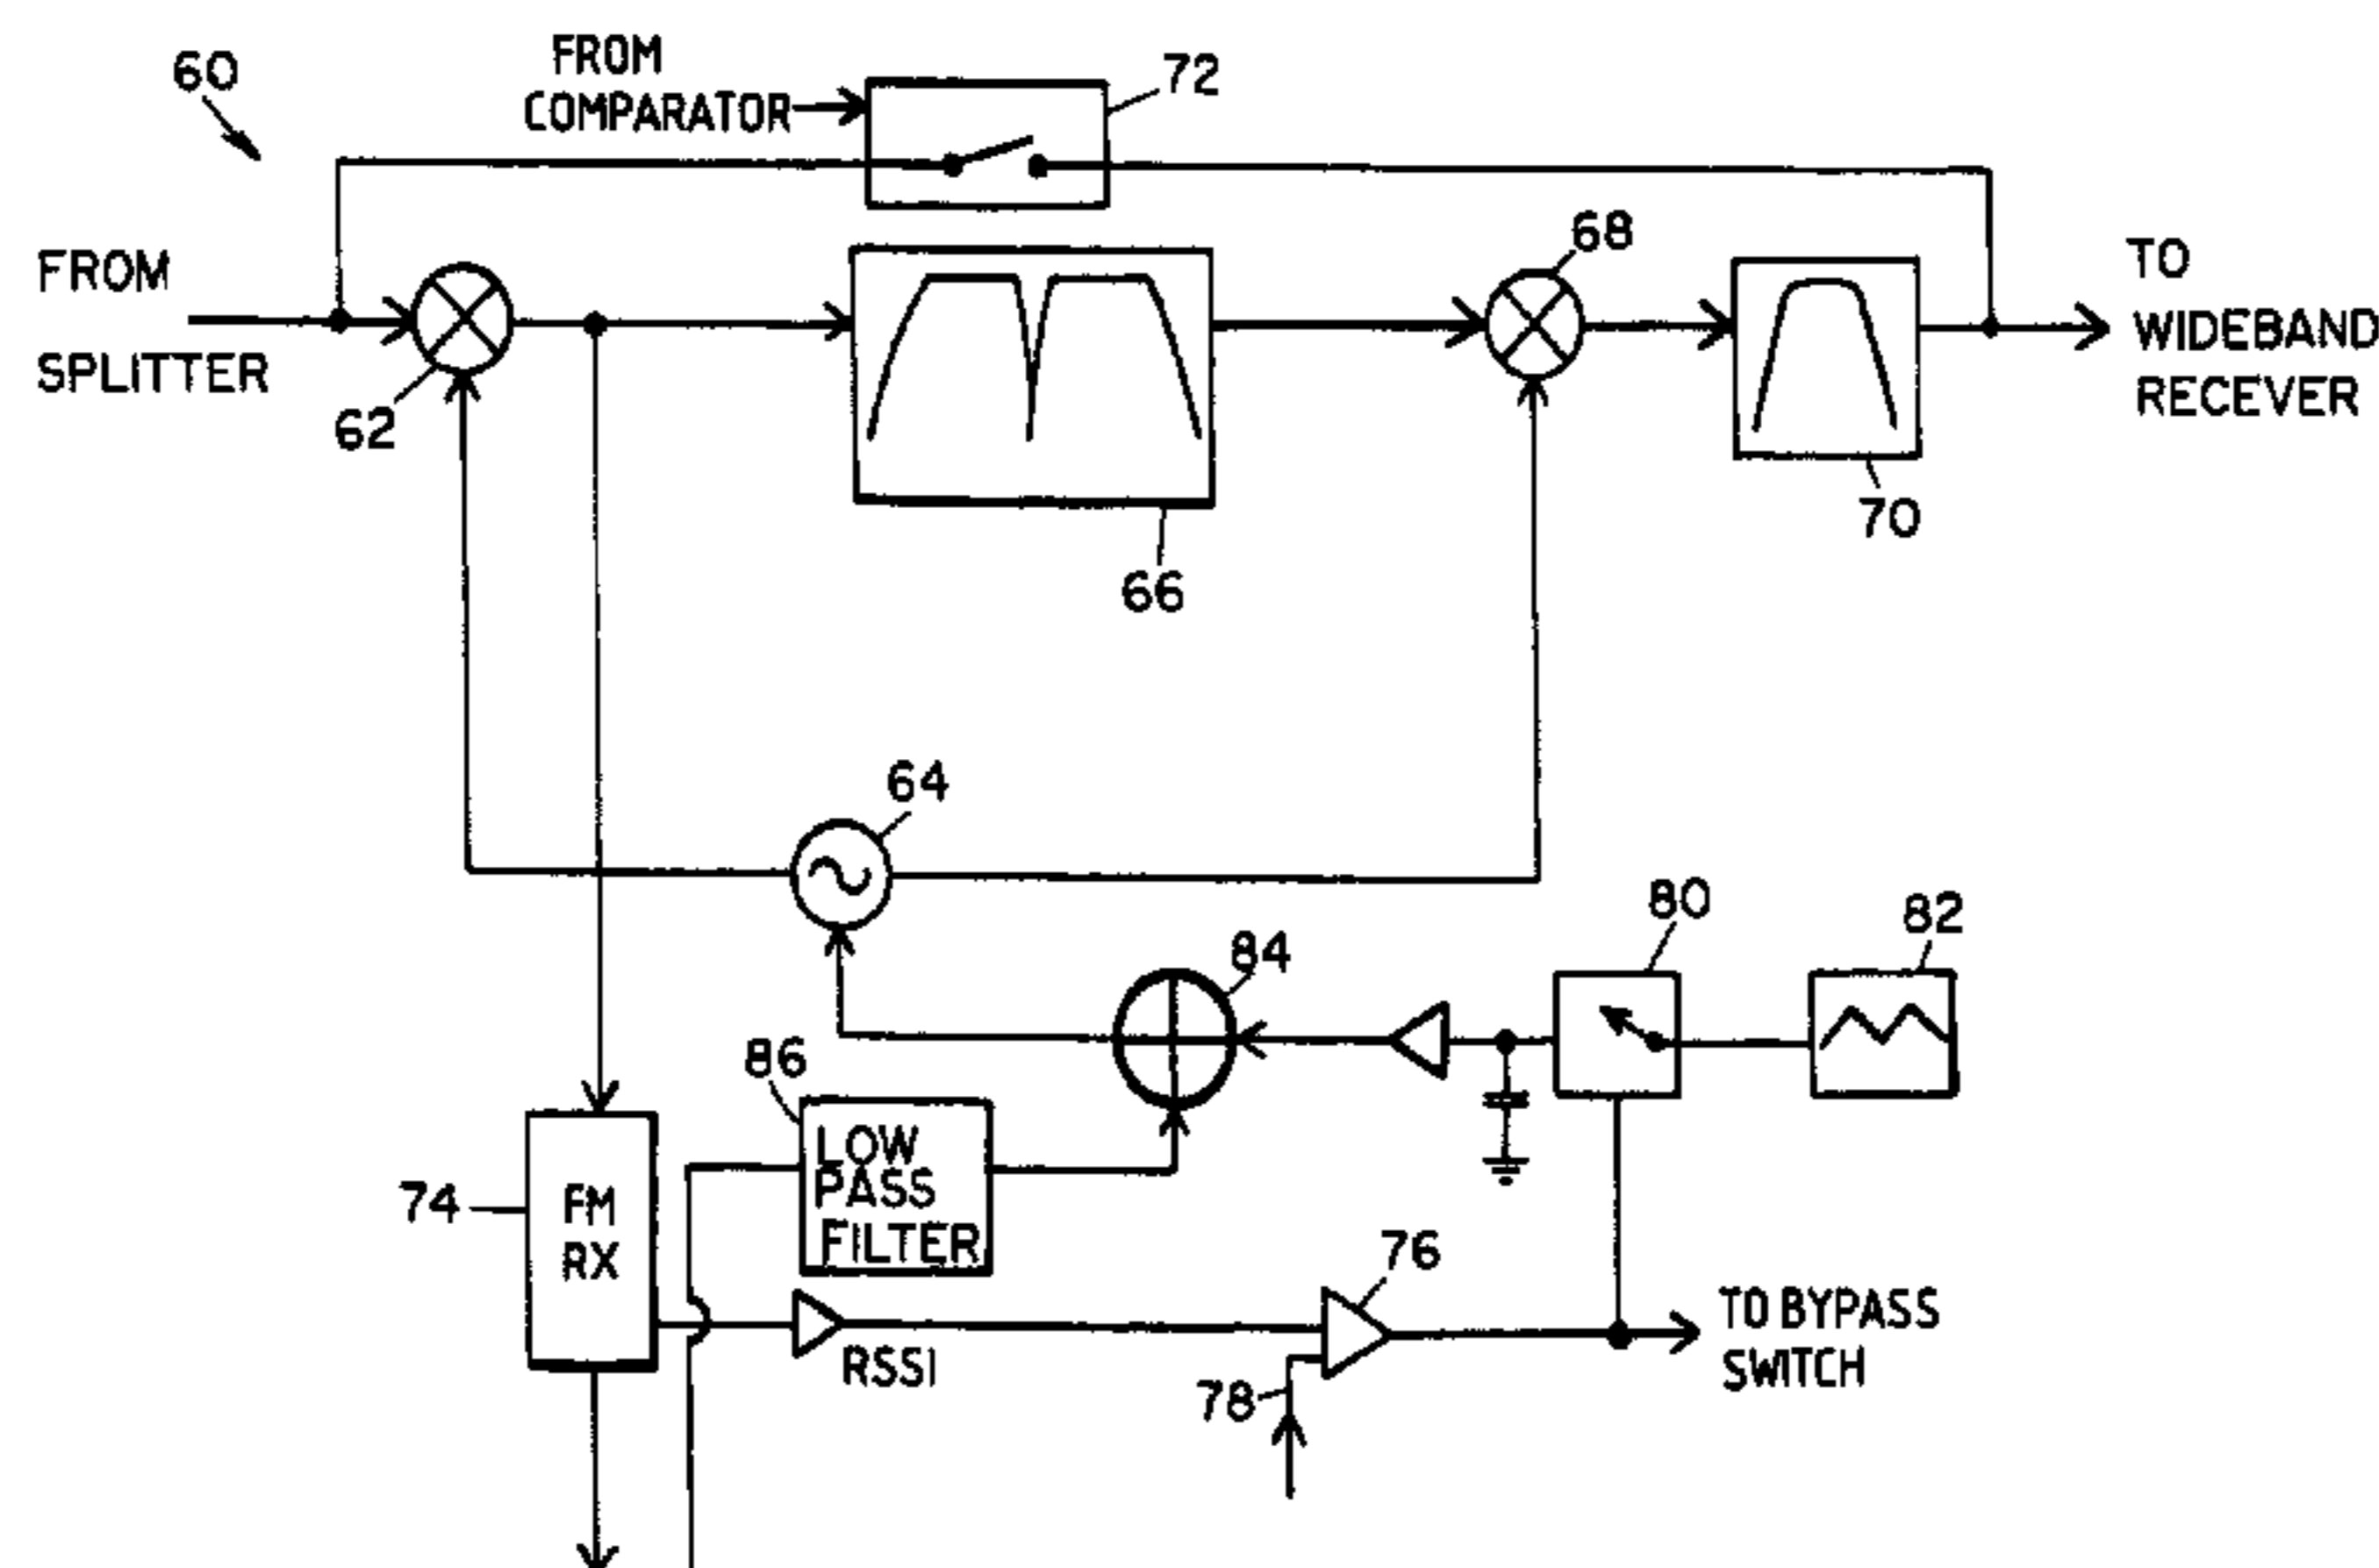 60
FROM
COMPARATOR
72
FROM
SPLITTER
62
68
TO
WIDEBAND
RECEVER
66
70
64
80
82
84
86
LOW
PASS
FILTER
74
FM
RX
RSSI
76
78
TO BYPASS
SWITCH